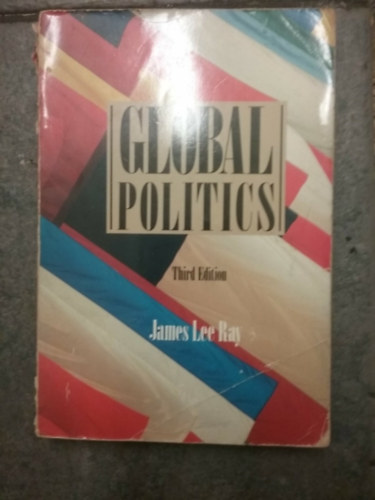 GLOBAL
POLITICS
Third Edition
James Lee Ray